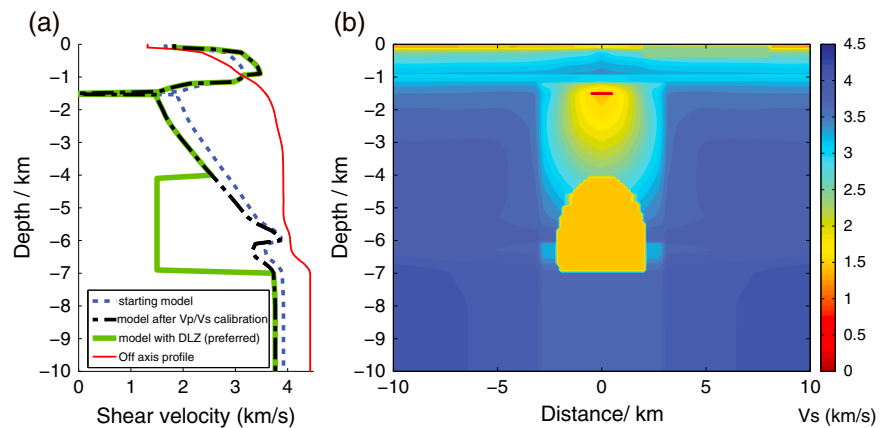 (a)
0
-1
-2
-3
-4
-5
-6
-7
-8
-9
-10
Depth / km
0 1 2 3 4
Shear velocity (km/s)
starting model
model after Vp/Vs calibration
model with DLZ (preferred)
Off axis profile
(b)
0
-1
-2
-3
-4
-5
-6
-7
-8
-9
-10
Depth / km
-10 -5 0 5 10
Distance/ km
4.5
4
3.5
3
2.5
2
1.5
1
0.5
0
Vs (km/s)